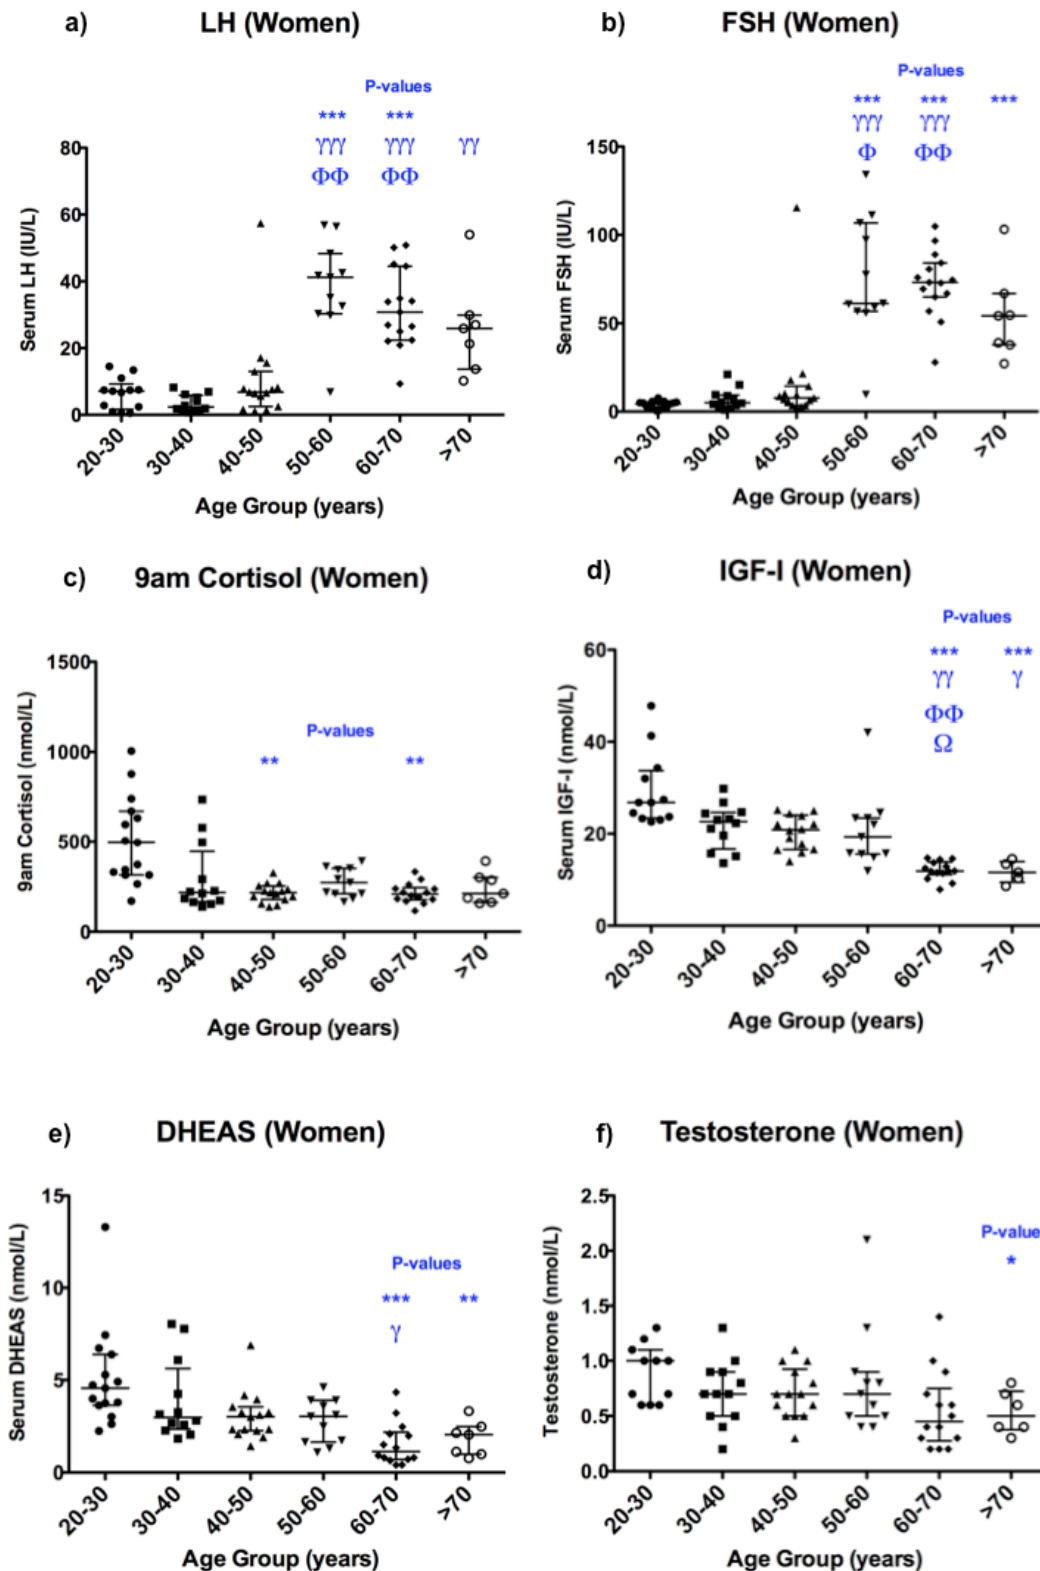 a) LH (Women)
P-values
*** ***
γγγ γγγ γγ
ΦΦ ΦΦ
Serum LH (IU/L)
80
60
40
20
0
20-30 30-40 40-50 50-60 60-70 >70
Age Group (years)
b) FSH (Women)
P-values
*** *** ***
γγγ γγγ
Φ ΦΦ
Serum FSH (IU/L)
150
100
50
0
20-30 30-40 40-50 50-60 60-70 >70
Age Group (years)
c) 9am Cortisol (Women)
P-values
** **
9am Cortisol (nmol/L)
1500
1000
500
0
20-30 30-40 40-50 50-60 60-70 >70
Age Group (years)
d) IGF-I (Women)
P-values
*** ***
γγ γ
ΦΦ
Ω
Serum IGF-I (nmol/L)
60
40
20
0
20-30 30-40 40-50 50-60 60-70 >70
Age Group (years)
e) DHEAS (Women)
P-values
*** **
γ
Serum DHEAS (nmol/L)
15
10
5
0
20-30 30-40 40-50 50-60 60-70 >70
Age Group (years)
f) Testosterone (Women)
P-value
*
Testosterone (nmol/L)
2.5
2.0
1.5
1.0
0.5
0.0
20-30 30-40 40-50 50-60 60-70 >70
Age Group (years)